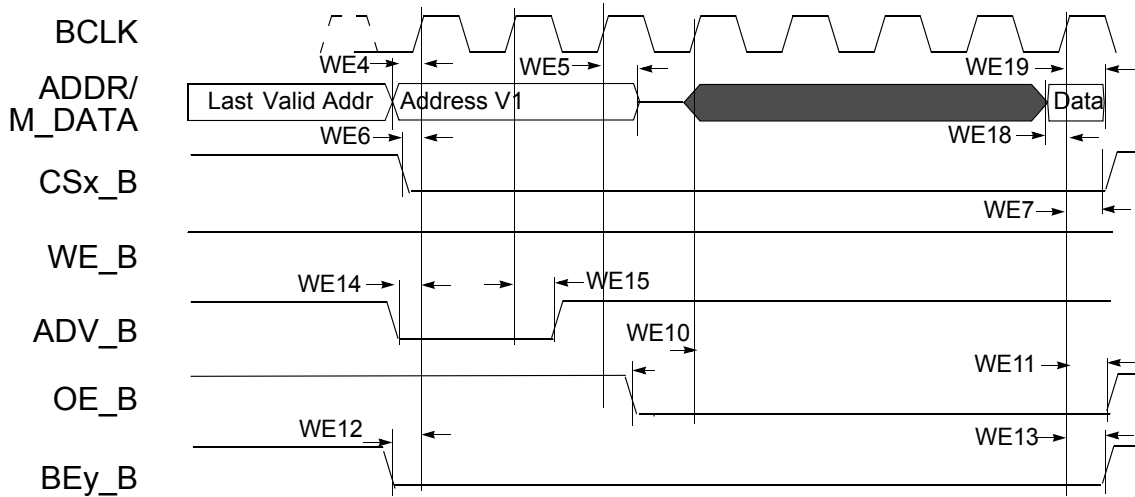 BCLK
WE4
WE5
WE19
ADDR/
M_DATA
Last Valid Addr
Address V1
Data
WE6
WE18
CSx_B
WE7
WE_B
WE14
WE15
ADV_B
WE10
WE11
OE_B
WE12
WE13
BEy_B